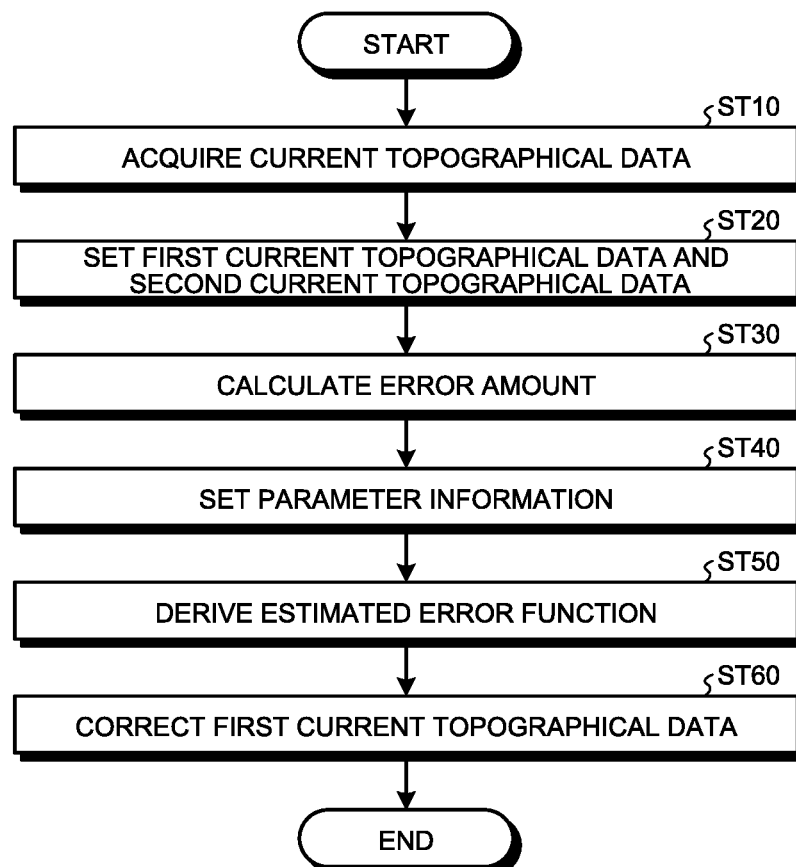 START
ST10
ACQUIRE CURRENT TOPOGRAPHICAL DATA
ST20
SET FIRST CURRENT TOPOGRAPHICAL DATA AND
SECOND CURRENT TOPOGRAPHICAL DATA
ST30
CALCULATE ERROR AMOUNT
ST40
SET PARAMETER INFORMATION
ST50
DERIVE ESTIMATED ERROR FUNCTION
ST60
CORRECT FIRST CURRENT TOPOGRAPHICAL DATA
END